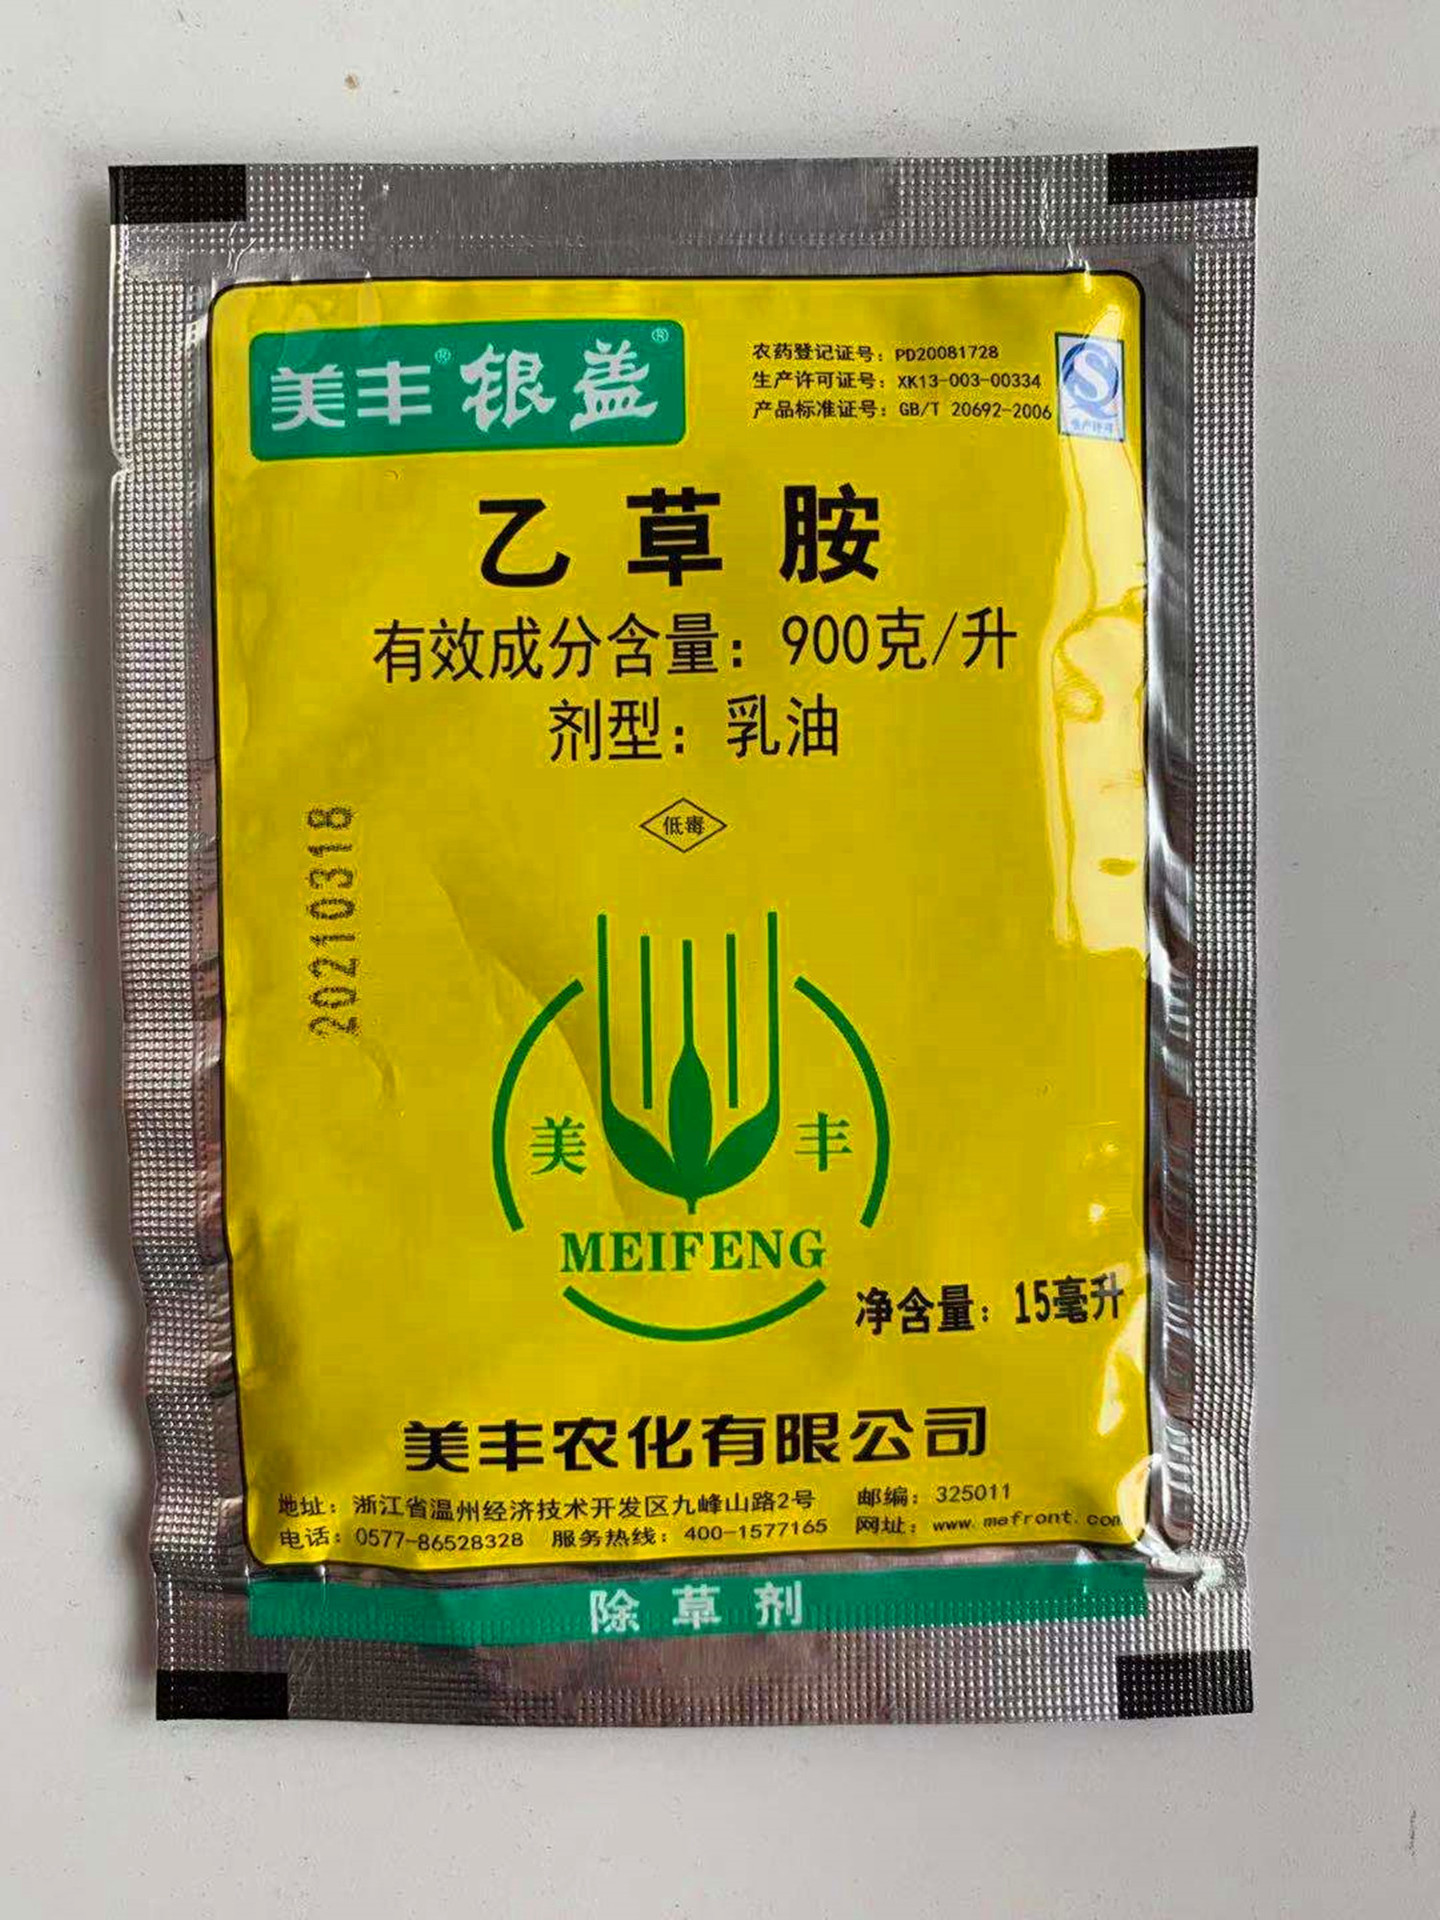 美丰®银盖®
农药登记证号：PD20081728
生产许可证号：XK13-003-00334
产品标准证号：GB/T 20692-2006
生产许可
乙草胺
有效成分含量：900克/升
剂型：乳油
低毒
20210318
美 丰
MEIFENG
净含量：15毫升
美丰农化有限公司
地址：浙江省温州经济技术开发区九峰山路2号 邮编：325011
电话：0577-86528328 服务热线：400-1577165 网址：www.mefront.com
除草剂